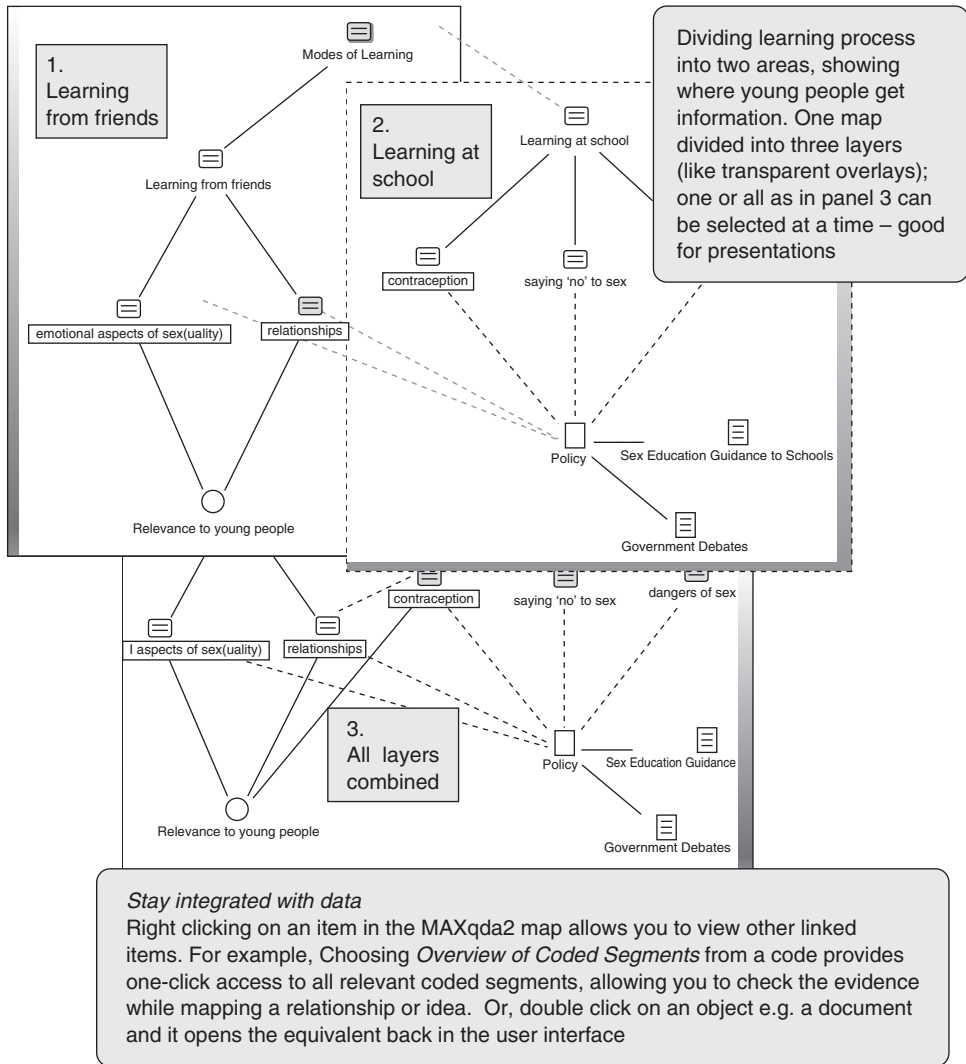 1.
Learning
from friends
Modes of Learning
Learning from friends
emotional aspects of sex(uality)
relationships
Relevance to young people
2.
Learning at
school
Learning at school
contraception
saying ‘no’ to sex
Policy
Sex Education Guidance to Schools
Government Debates
Dividing learning process
into two areas, showing
where young people get
information. One map
divided into three layers
(like transparent overlays);
one or all as in panel 3 can
be selected at a time – good
for presentations
contraception
saying ‘no’ to sex
dangers of sex
l aspects of sex(uality)
relationships
3.
All layers
combined
Policy
Sex Education Guidance
Relevance to young people
Government Debates
Stay integrated with data
Right clicking on an item in the MAXqda2 map allows you to view other linked
items. For example, Choosing Overview of Coded Segments from a code provides
one-click access to all relevant coded segments, allowing you to check the evidence
while mapping a relationship or idea. Or, double click on an object e.g. a document
and it opens the equivalent back in the user interface